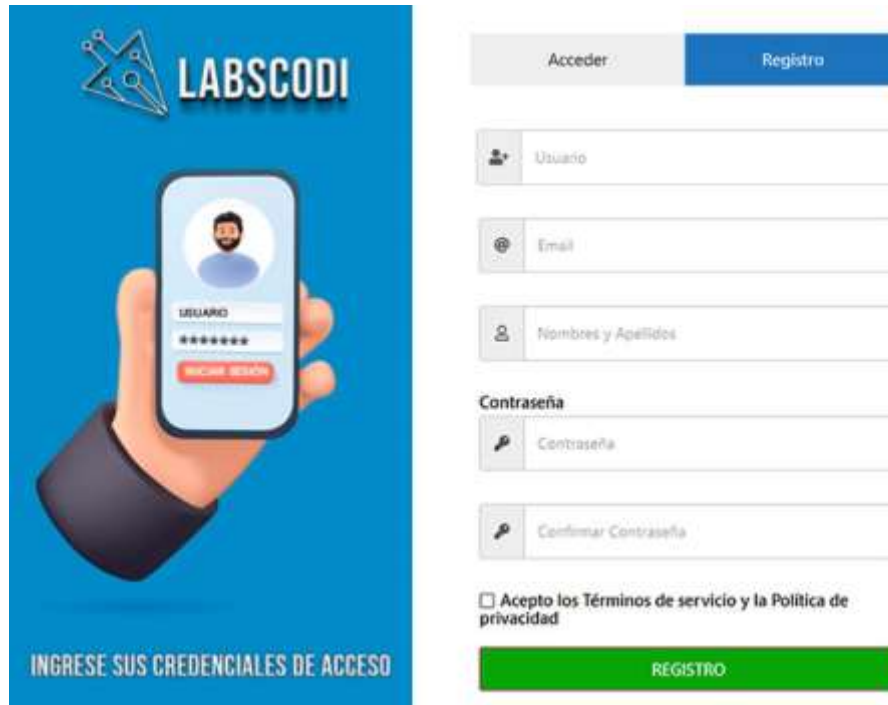 LABSCODI
USUARIO
*******
INICIAR SESIÓN
INGRESE SUS CREDENCIALES DE ACCESO
Acceder
Registro
Usuario
Email
Nombres y Apellidos
Contraseña
Contraseña
Confirmar Contraseña
Acepto los Términos de servicio y la Política de
privacidad
REGISTRO